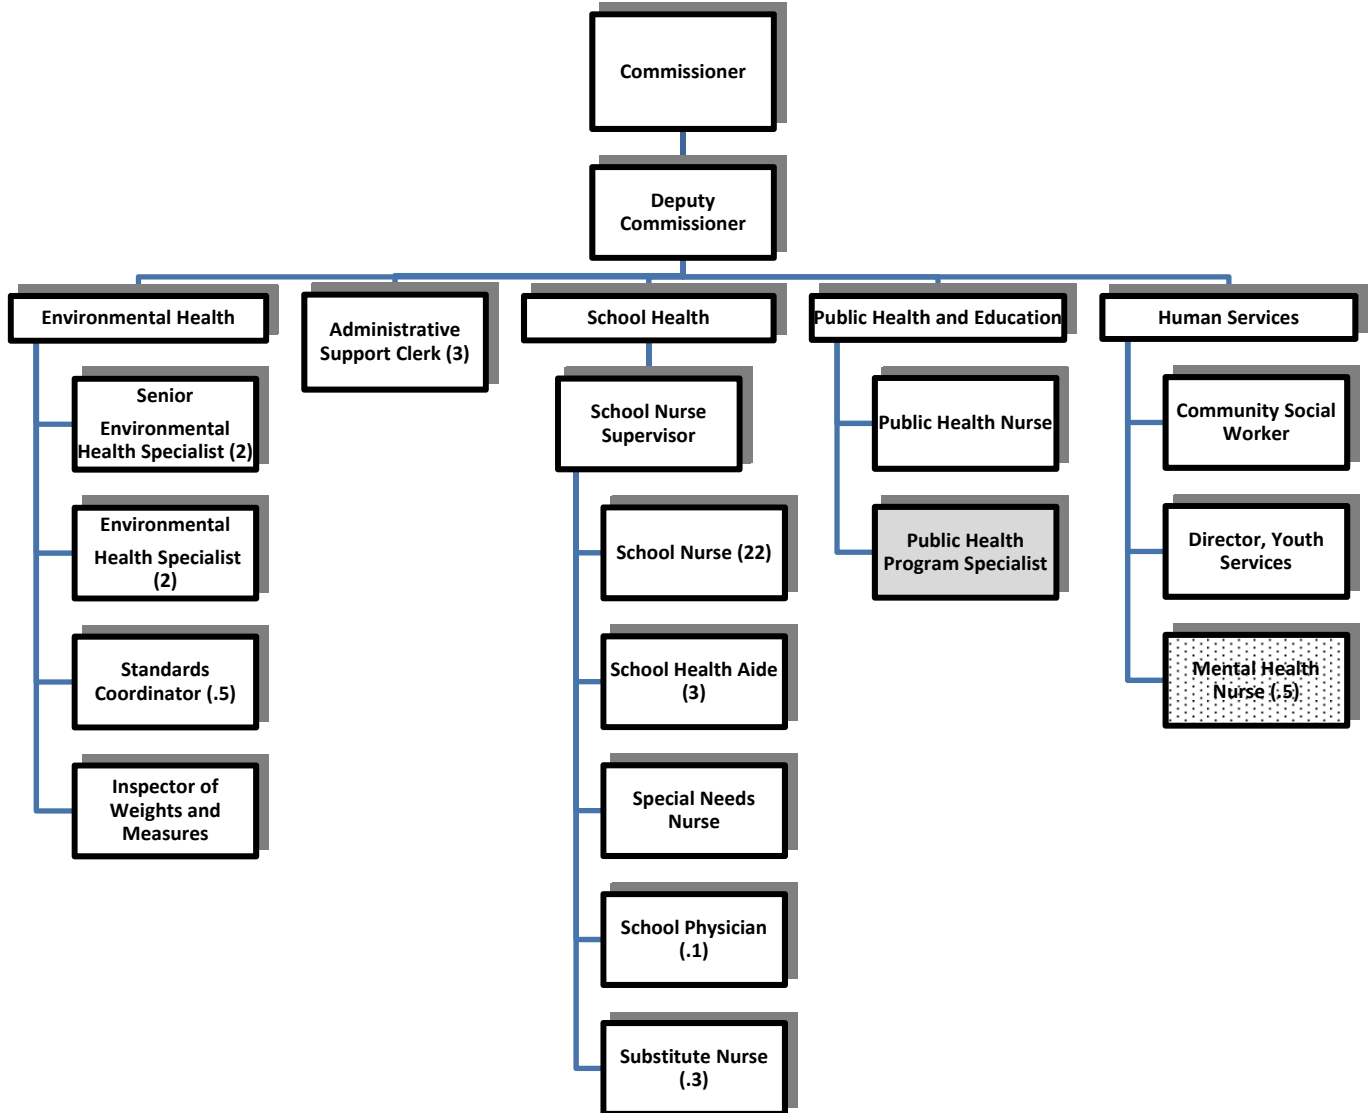 Commissioner
Deputy
Commissioner
Environmental Health
Administrative
Support Clerk (3)
School Health
Public Health and Education
Human Services
Senior
Environmental
Health Specialist (2)
Environmental
Health Specialist
(2)
Standards
Coordinator (.5)
Inspector of
Weights and
Measures
School Nurse
Supervisor
School Nurse (22)
School Health Aide
(3)
Special Needs
Nurse
School Physician
(.1)
Substitute Nurse
(.3)
Public Health Nurse
Public Health
Program Specialist
Community Social
Worker
Director, Youth
Services
Mental Health
Nurse (.5)